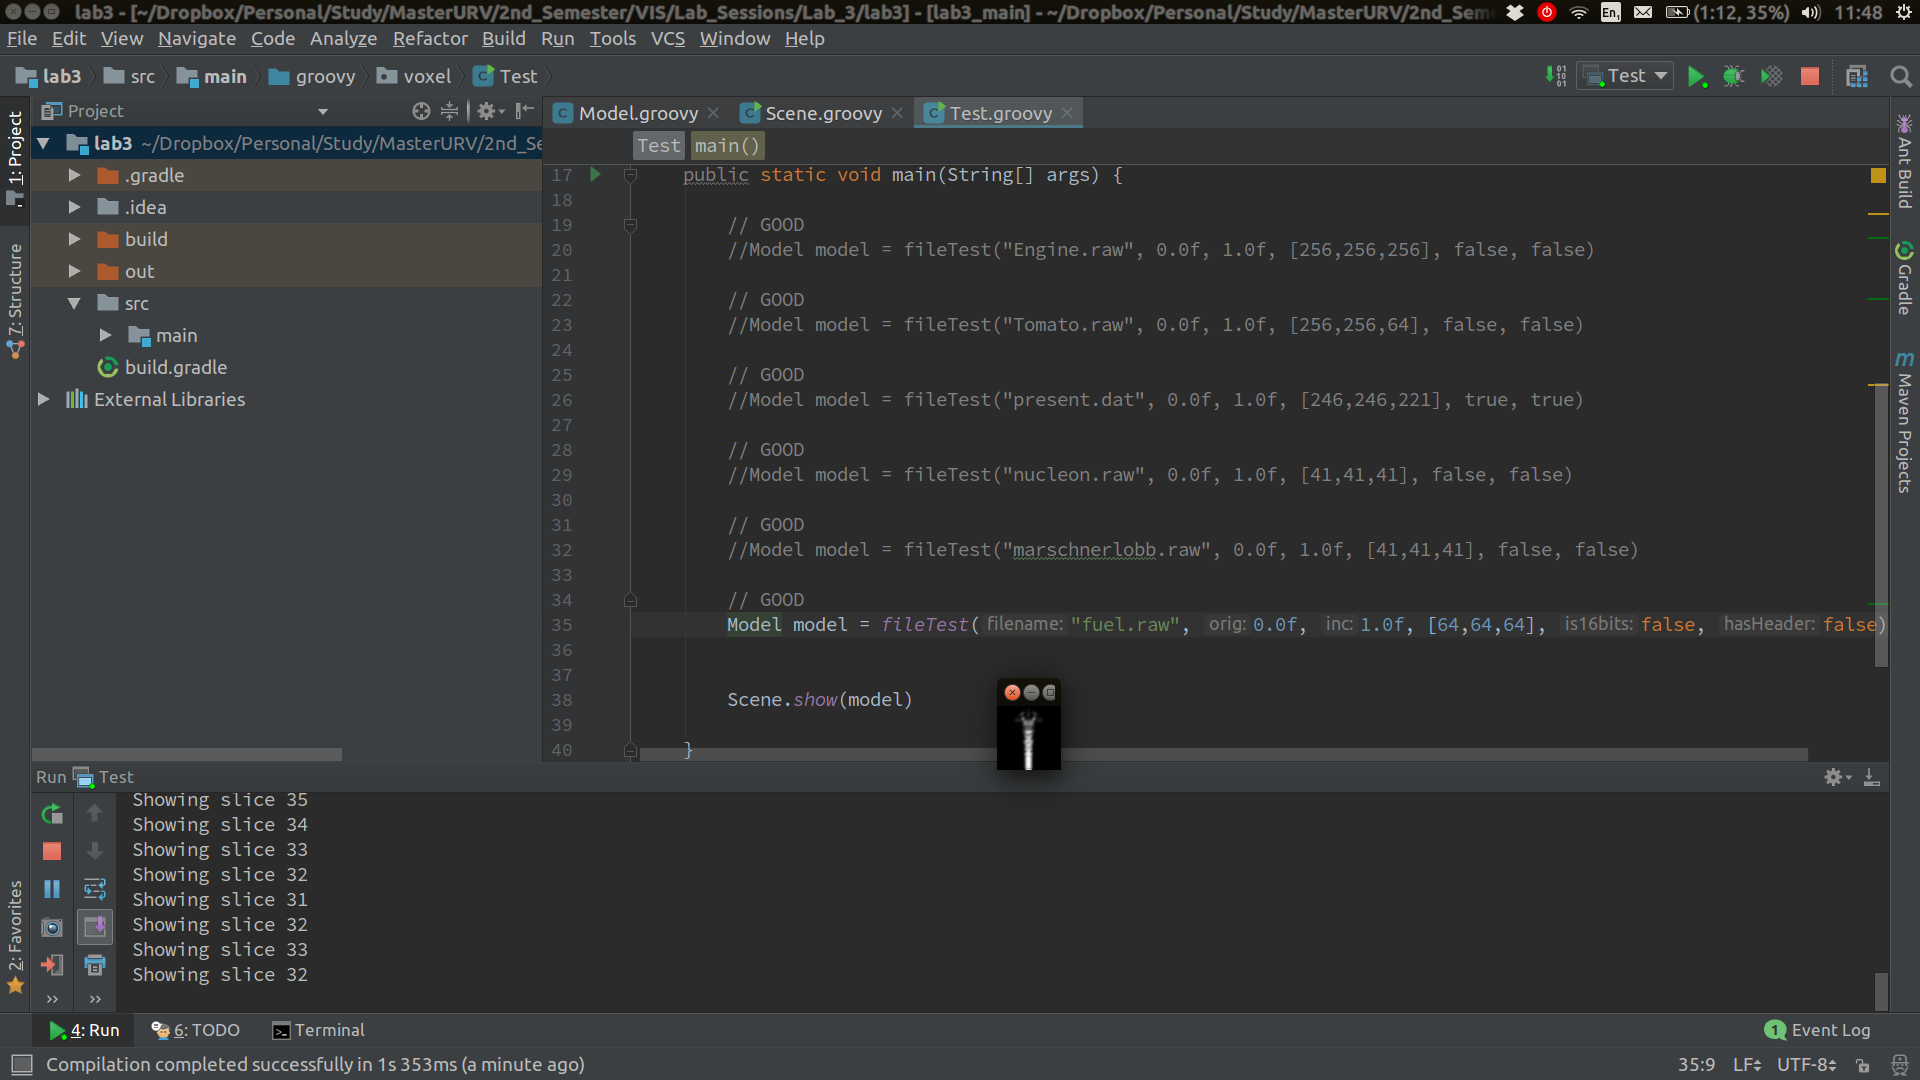 lab3 - [~/Dropbox/Personal/Study/MasterURV/2nd_Semester/VIS/Lab_Sessions/Lab_3/lab3] - [lab3_main] - ~/Dropbox/Personal/Study/MasterURV/2nd_Sem
En1 (1:12, 35%) 11:48
File Edit View Navigate Code Analyze Refactor Build Run Tools VCS Window Help
lab3 src main groovy voxel Test
Test
Project
Model.groovy Scene.groovy Test.groovy
lab3 ~/Dropbox/Personal/Study/MasterURV/2nd_Se
.gradle
.idea
build
out
src
main
build.gradle
External Libraries
1: Project
7: Structure
2: Favorites
Test main()
17 public static void main(String[] args) {
18
19 // GOOD
20 //Model model = fileTest("Engine.raw", 0.0f, 1.0f, [256,256,256], false, false)
21
22 // GOOD
23 //Model model = fileTest("Tomato.raw", 0.0f, 1.0f, [256,256,64], false, false)
24
25 // GOOD
26 //Model model = fileTest("present.dat", 0.0f, 1.0f, [246,246,221], true, true)
27
28 // GOOD
29 //Model model = fileTest("nucleon.raw", 0.0f, 1.0f, [41,41,41], false, false)
30
31 // GOOD
32 //Model model = fileTest("marschnerlobb.raw", 0.0f, 1.0f, [41,41,41], false, false)
33
34 // GOOD
35 Model model = fileTest( filename: "fuel.raw", orig: 0.0f, inc: 1.0f, [64,64,64], is16bits: false, hasHeader: false)
36
37
38 Scene.show(model)
39
40 }
Ant Build
Gradle
m Maven Projects
Run Test
Showing slice 35
Showing slice 34
Showing slice 33
Showing slice 32
Showing slice 31
Showing slice 32
Showing slice 33
Showing slice 32
4: Run 6: TODO Terminal
1 Event Log
Compilation completed successfully in 1s 353ms (a minute ago)
35:9 LF UTF-8